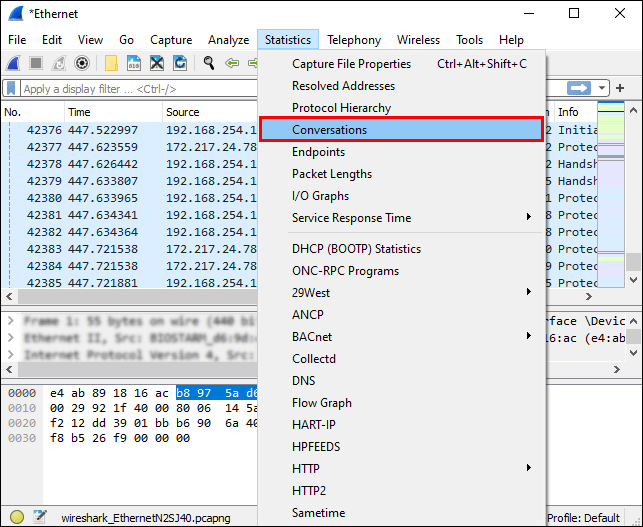 *Ethernet
File Edit View Go Capture Analyze Statistics Telephony Wireless Tools Help
Apply a display filter ... <Ctrl-/>
Capture File Properties Ctrl+Alt+Shift+C
Resolved Addresses
Protocol Hierarchy
Conversations
Endpoints
Packet Lengths
I/O Graphs
Service Response Time
DHCP (BOOTP) Statistics
ONC-RPC Programs
29West
ANCP
BACnet
Collectd
DNS
Flow Graph
HART-IP
HPFEEDS
HTTP
HTTP2
Sametime
No. Time Source Info
42376 447.522997 192.168.254.1 2 Initia
42377 447.623559 172.217.24.78 2 Protec
42378 447.626442 192.168.254.1 2 Handsh
42379 447.633807 192.168.254.1 5 Handsh
42380 447.633965 192.168.254.1 1 Protec
42381 447.634341 192.168.254.1 8 Protec
42382 447.634364 192.168.254.1 2 Protec
42383 447.721538 172.217.24.78 0 Protec
42384 447.721538 172.217.24.78 9 Protec
42385 447.721881 192.168.254.1 5 Protec
Frame 1: 55 bytes on wire (440 bi rface \Devic
Ethernet II, Src: BIOSTARM_d6:9d: 16:ac (e4:ab
Internet Protocol Version 4, Src:
0000 e4 ab 89 18 16 ac b8 97 5a d6
0010 00 29 92 1f 40 00 80 06 14 5a
0020 f2 12 dd 39 01 bb b6 90 6a 40
0030 f8 b5 26 f9 00 00 00
wireshark_EthernetN2SJ40.pcapng Profile: Default